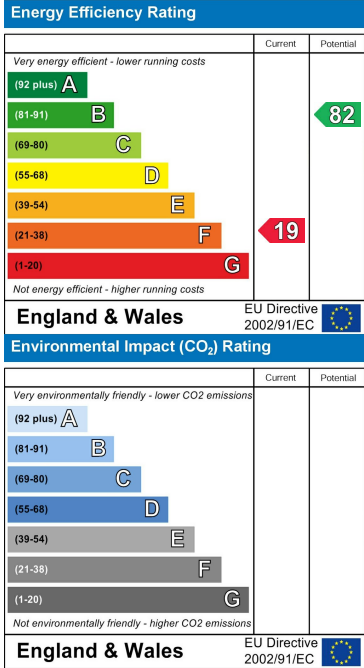 Energy Efficiency Rating
Current Potential
Very energy efficient - lower running costs
(92 plus) A
(81-91) B 82
(69-80) C
(55-68) D
(39-54) E
(21-38) F 19
(1-20) G
Not energy efficient - higher running costs
England & Wales EU Directive
2002/91/EC
Environmental Impact (CO₂) Rating
Current Potential
Very environmentally friendly - lower CO2 emissions
(92 plus) A
(81-91) B
(69-80) C
(55-68) D
(39-54) E
(21-38) F
(1-20) G
Not environmentally friendly - higher CO2 emissions
England & Wales EU Directive
2002/91/EC